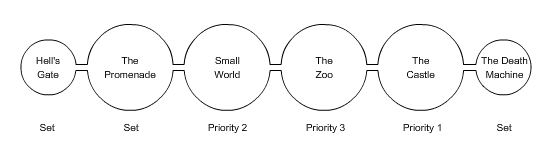 Hell's
Gate
The
Promenade
Small
World
The
Zoo
The
Castle
The Death
Machine
Set
Set
Priority 2
Priority 3
Priority 1
Set